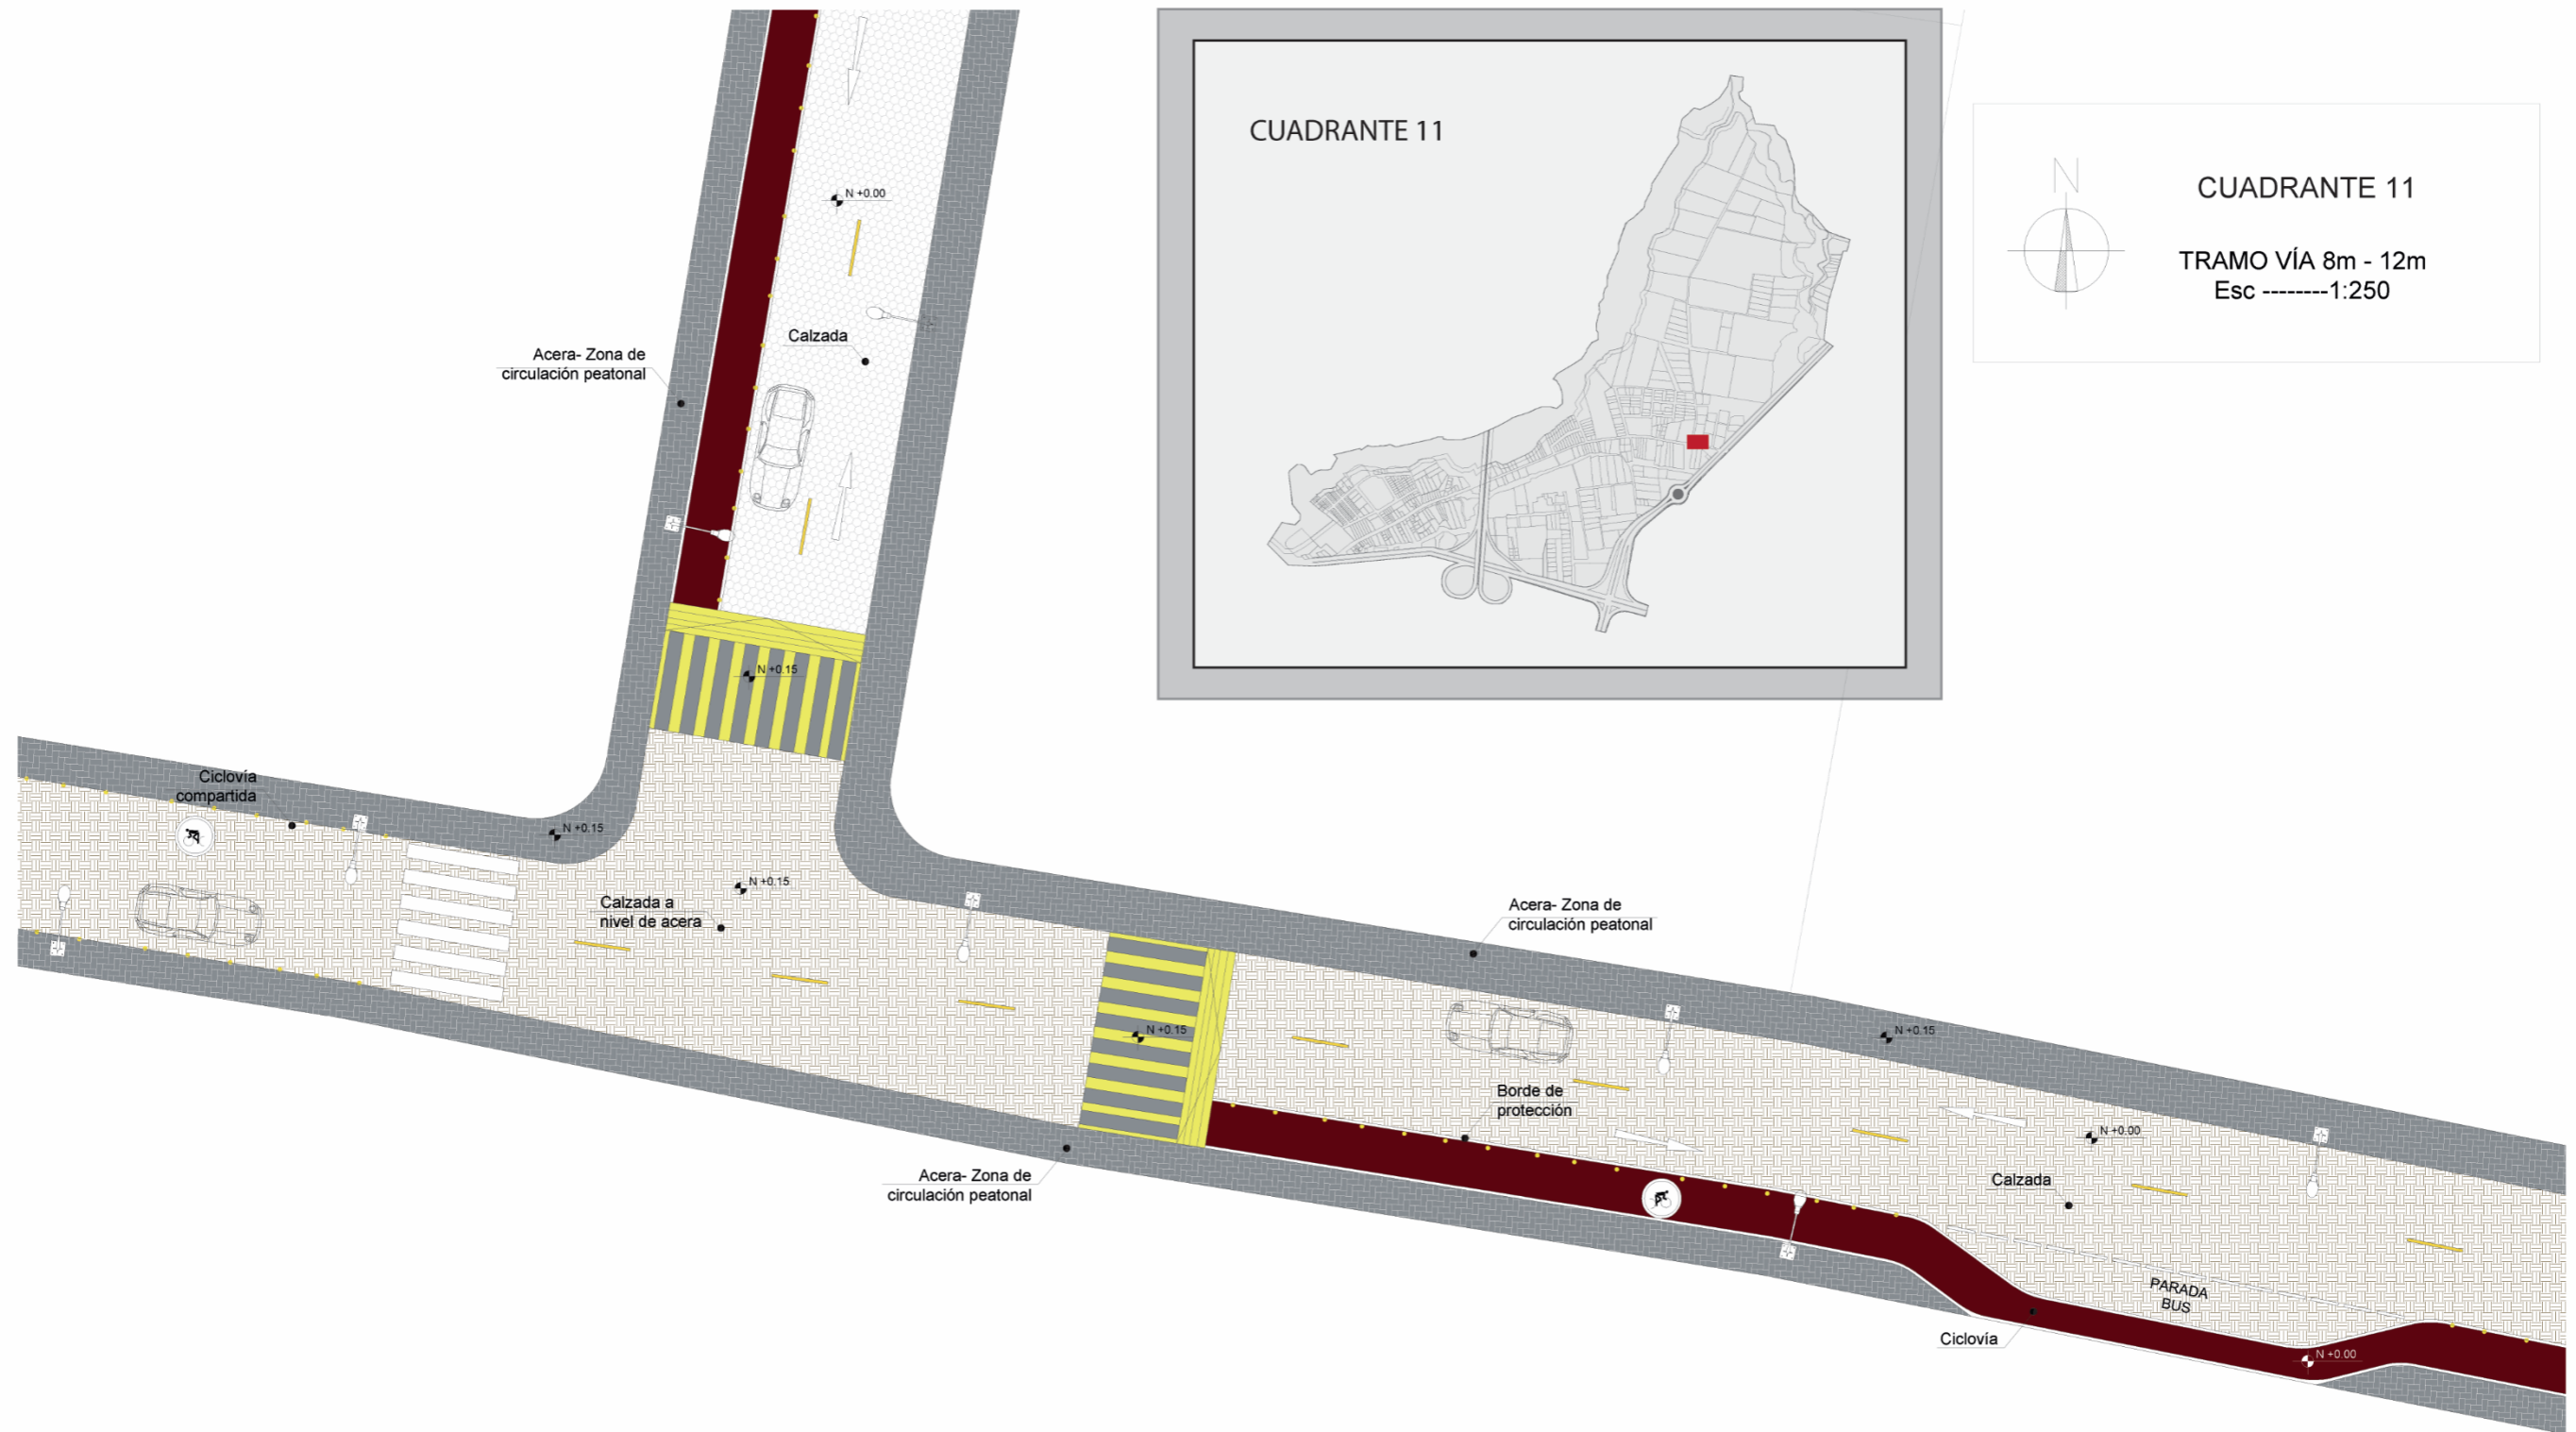 CUADRANTE 11
N
CUADRANTE 11
TRAMO VÍA 8m - 12m
Esc --------1:250
N +0.00
Calzada
Acera- Zona de
circulación peatonal
N +0.15
Ciclovía
compartida
N +0.15
N +0.15
Calzada a
nivel de acera
Acera- Zona de
circulación peatonal
N +0.15
N +0.15
Borde de
protección
N +0.00
Acera- Zona de
circulación peatonal
Calzada
PARADA
BUS
Ciclovía
N +0.00